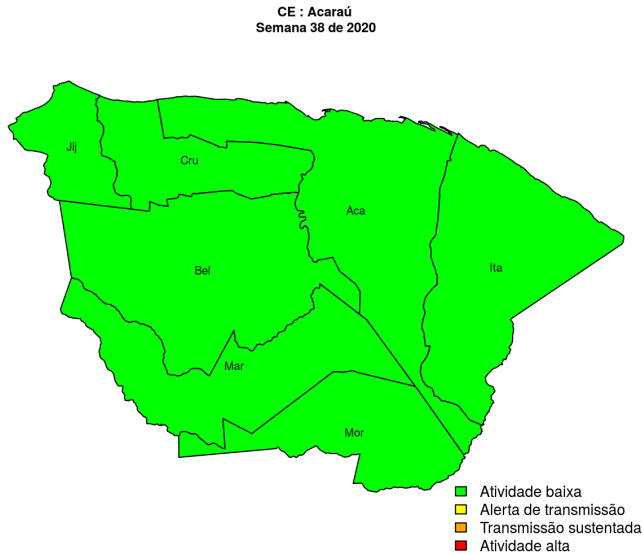 CE : Acaraú
Semana 38 de 2020
Jij
Cru
Aca
Bel
Ita
Mar
Mor
Atividade baixa
Alerta de transmissão
Transmissão sustentada
Atividade alta